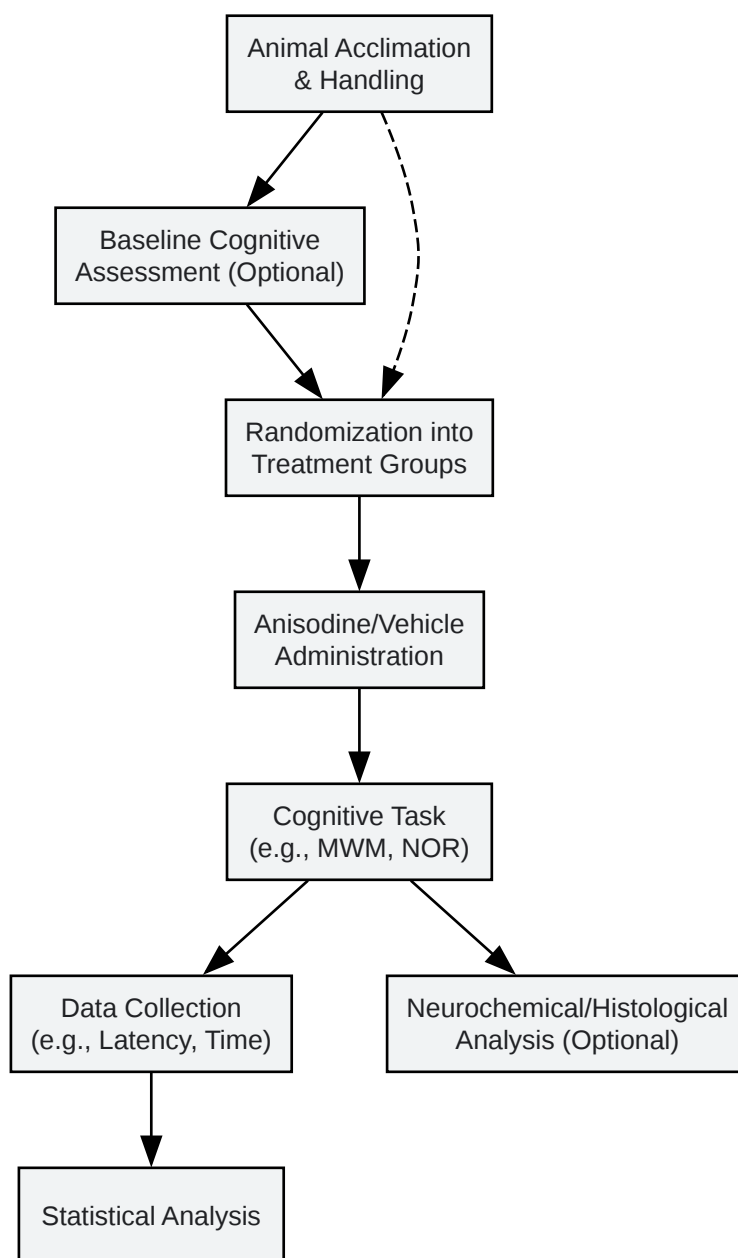 Animal Acclimation
& Handling
Baseline Cognitive
Assessment (Optional)
Randomization into
Treatment Groups
Anisodine/Vehicle
Administration
Cognitive Task
(e.g., MWM, NOR)
Data Collection
(e.g., Latency, Time)
Neurochemical/Histological
Analysis (Optional)
Statistical Analysis